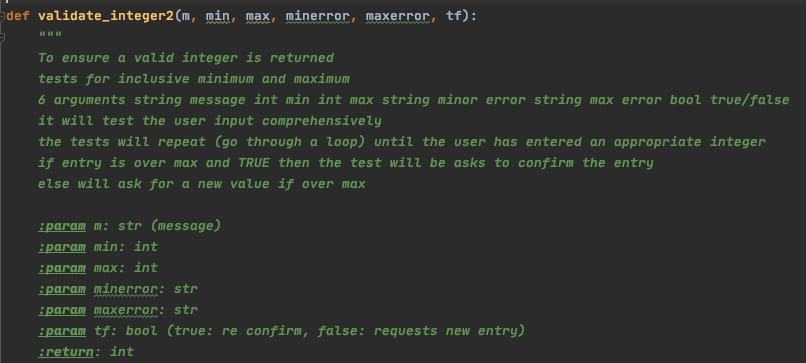 def validate_integer2(m, min, max, minerror, maxerror, tf):
"""
To ensure a valid integer is returned
tests for inclusive minimum and maximum
6 arguments string message int min int max string minor error string max error bool true/false
it will test the user input comprehensively
the tests will repeat (go through a loop) until the user has entered an appropriate integer
if entry is over max and TRUE then the test will be asks to confirm the entry
else will ask for a new value if over max
:param m: str (message)
:param min: int
:param max: int
:param minerror: str
:param maxerror: str
:param tf: bool (true: re confirm, false: requests new entry)
:return: int